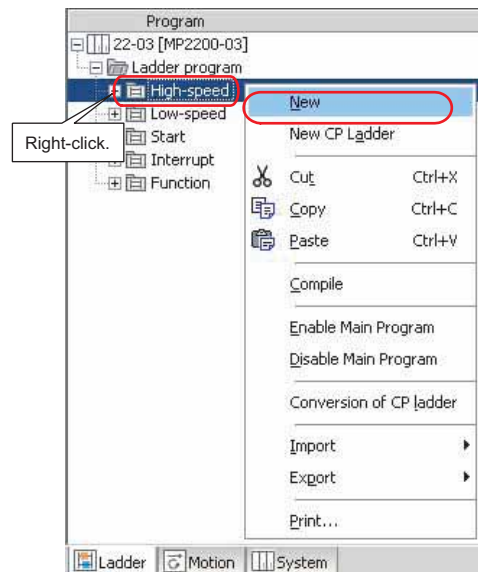 Program
22-03 [MP2200-03]
Ladder program
High-speed
Low-speed
Start
Interrupt
Function
Right-click.
New
New CP Ladder
Cut Ctrl+X
Copy Ctrl+C
Paste Ctrl+V
Compile
Enable Main Program
Disable Main Program
Conversion of CP ladder
Import
Export
Print...
Ladder Motion System